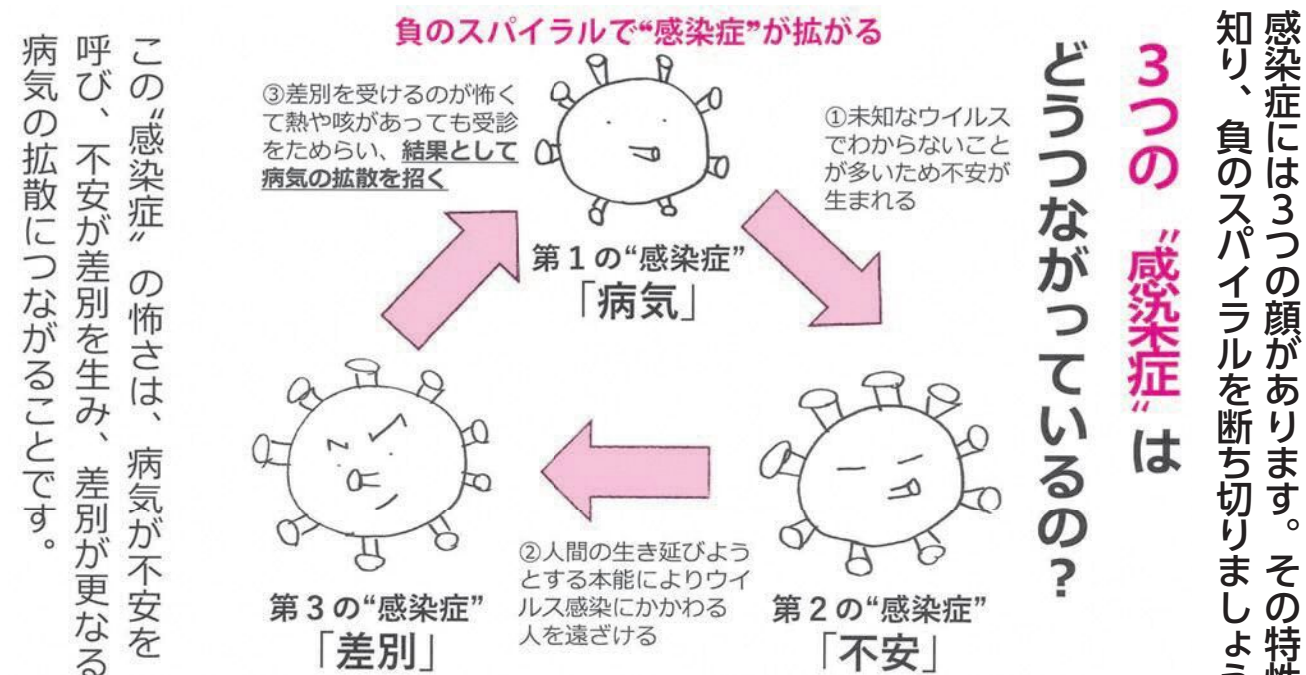 感染症には3つの顔があります。その特性
知り、負のスパイラルを断ち切りましょう
3つの〝感染症〟は
どうつながっているの？
負のスパイラルで“感染症”が拡がる
①未知なウイルス
でわからないこと
が多いため不安が
生まれる
③差別を受けるのが怖く
て熱や咳があっても受診
をためらい、結果として
病気の拡散を招く
第1の“感染症”
「病気」
②人間の生き延びよう
とする本能によりウイ
ルス感染にかかわる
人を遠ざける
第2の“感染症”
「不安」
第3の“感染症”
「差別」
この〝感染症〟の怖さは、病気が不安を
呼び、不安が差別を生み、差別が更なる
病気の拡散につながることです。